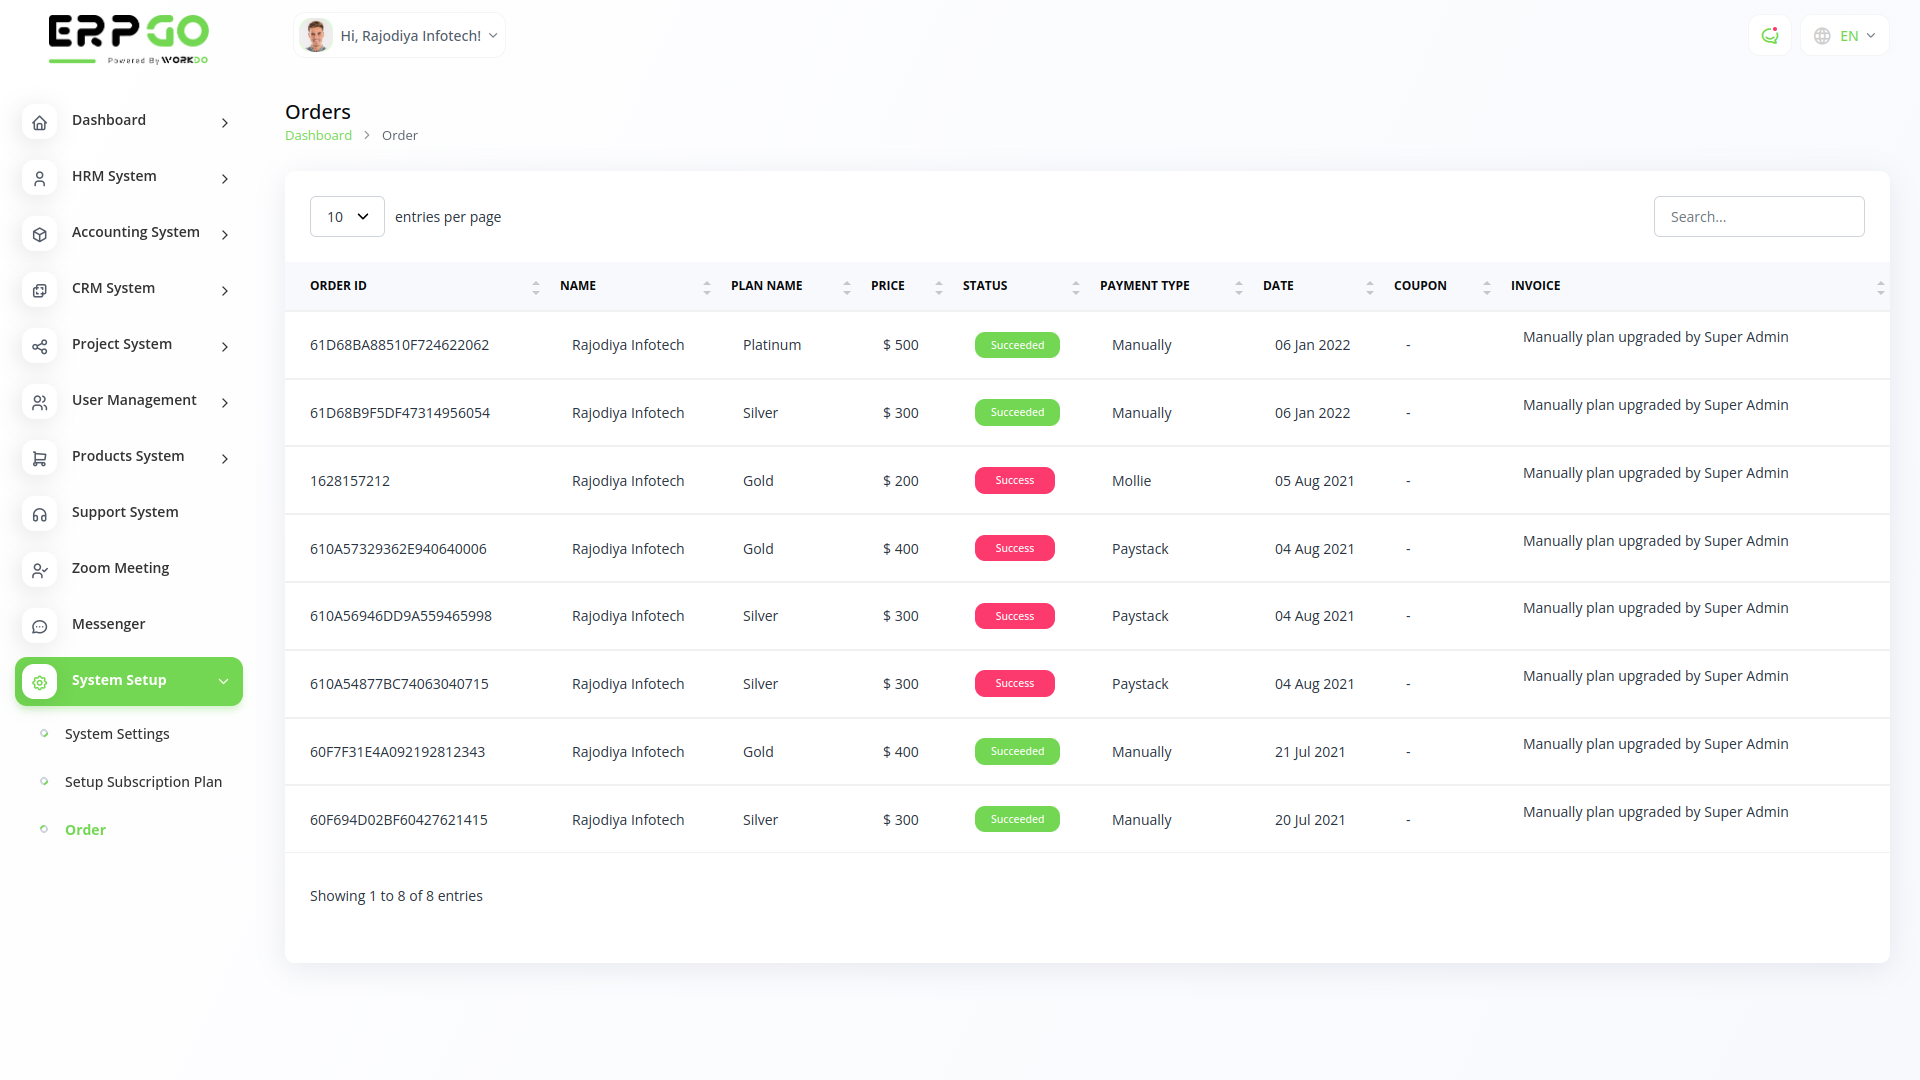 ERPGO
Powered By WORKDO
Hi, Rajodiya Infotech!
EN
Dashboard
HRM System
Accounting System
CRM System
Project System
User Management
Products System
Support System
Zoom Meeting
Messenger
System Setup
System Settings
Setup Subscription Plan
Order
Orders
Dashboard > Order
10 entries per page
Search...
ORDER ID NAME PLAN NAME PRICE STATUS PAYMENT TYPE DATE COUPON INVOICE
61D68BA88510F724622062 Rajodiya Infotech Platinum $ 500 Succeeded Manually 06 Jan 2022 - Manually plan upgraded by Super Admin
61D68B9F5DF47314956054 Rajodiya Infotech Silver $ 300 Succeeded Manually 06 Jan 2022 - Manually plan upgraded by Super Admin
1628157212 Rajodiya Infotech Gold $ 200 Success Mollie 05 Aug 2021 - Manually plan upgraded by Super Admin
610A57329362E940640006 Rajodiya Infotech Gold $ 400 Success Paystack 04 Aug 2021 - Manually plan upgraded by Super Admin
610A56946DD9A559465998 Rajodiya Infotech Silver $ 300 Success Paystack 04 Aug 2021 - Manually plan upgraded by Super Admin
610A54877BC74063040715 Rajodiya Infotech Silver $ 300 Success Paystack 04 Aug 2021 - Manually plan upgraded by Super Admin
60F7F31E4A092192812343 Rajodiya Infotech Gold $ 400 Succeeded Manually 21 Jul 2021 - Manually plan upgraded by Super Admin
60F694D02BF60427621415 Rajodiya Infotech Silver $ 300 Succeeded Manually 20 Jul 2021 - Manually plan upgraded by Super Admin
Showing 1 to 8 of 8 entries